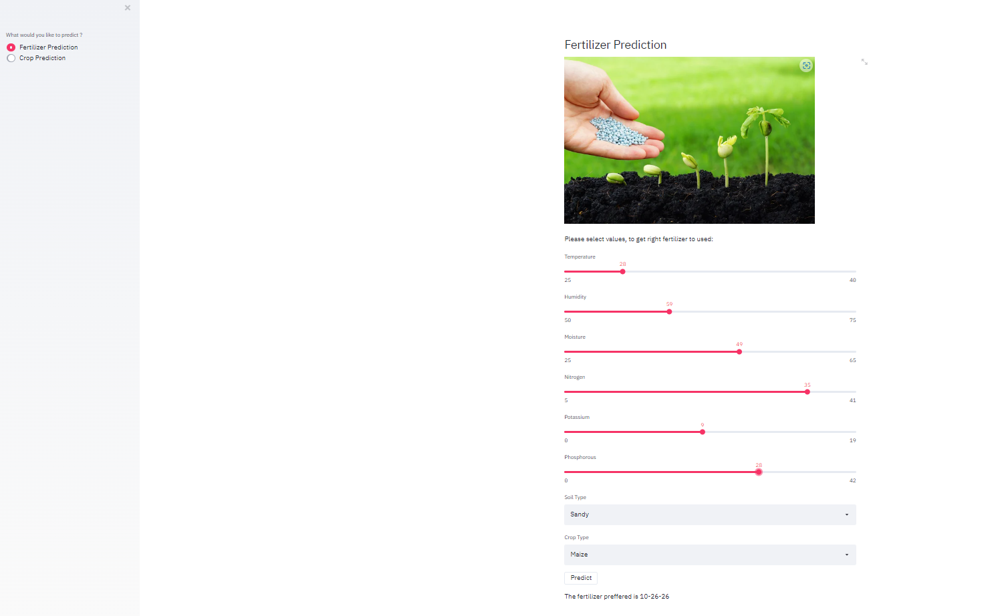 What would you like to predict ?
Fertilizer Prediction
Crop Prediction
Fertilizer Prediction
Please select values, to get right fertilizer to used:
Temperature
28
25 40
Humidity
59
50 75
Moisture
49
25 65
Nitrogen
35
5 41
Potassium
9
0 19
Phosphorous
28
0 42
Soil Type
Sandy
Crop Type
Maize
Predict
The fertilizer preffered is 10-26-26